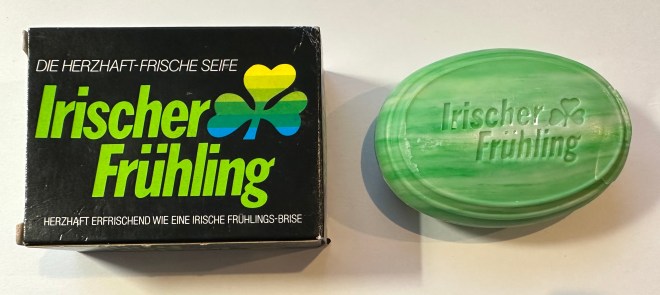 DIE HERZHAFT-FRISCHE SEIFE
Irischer
Frühling
HERZHAFT ERFRISCHEND WIE EINE IRISCHE FRÜHLINGS-BRISE
Irischer
Frühling